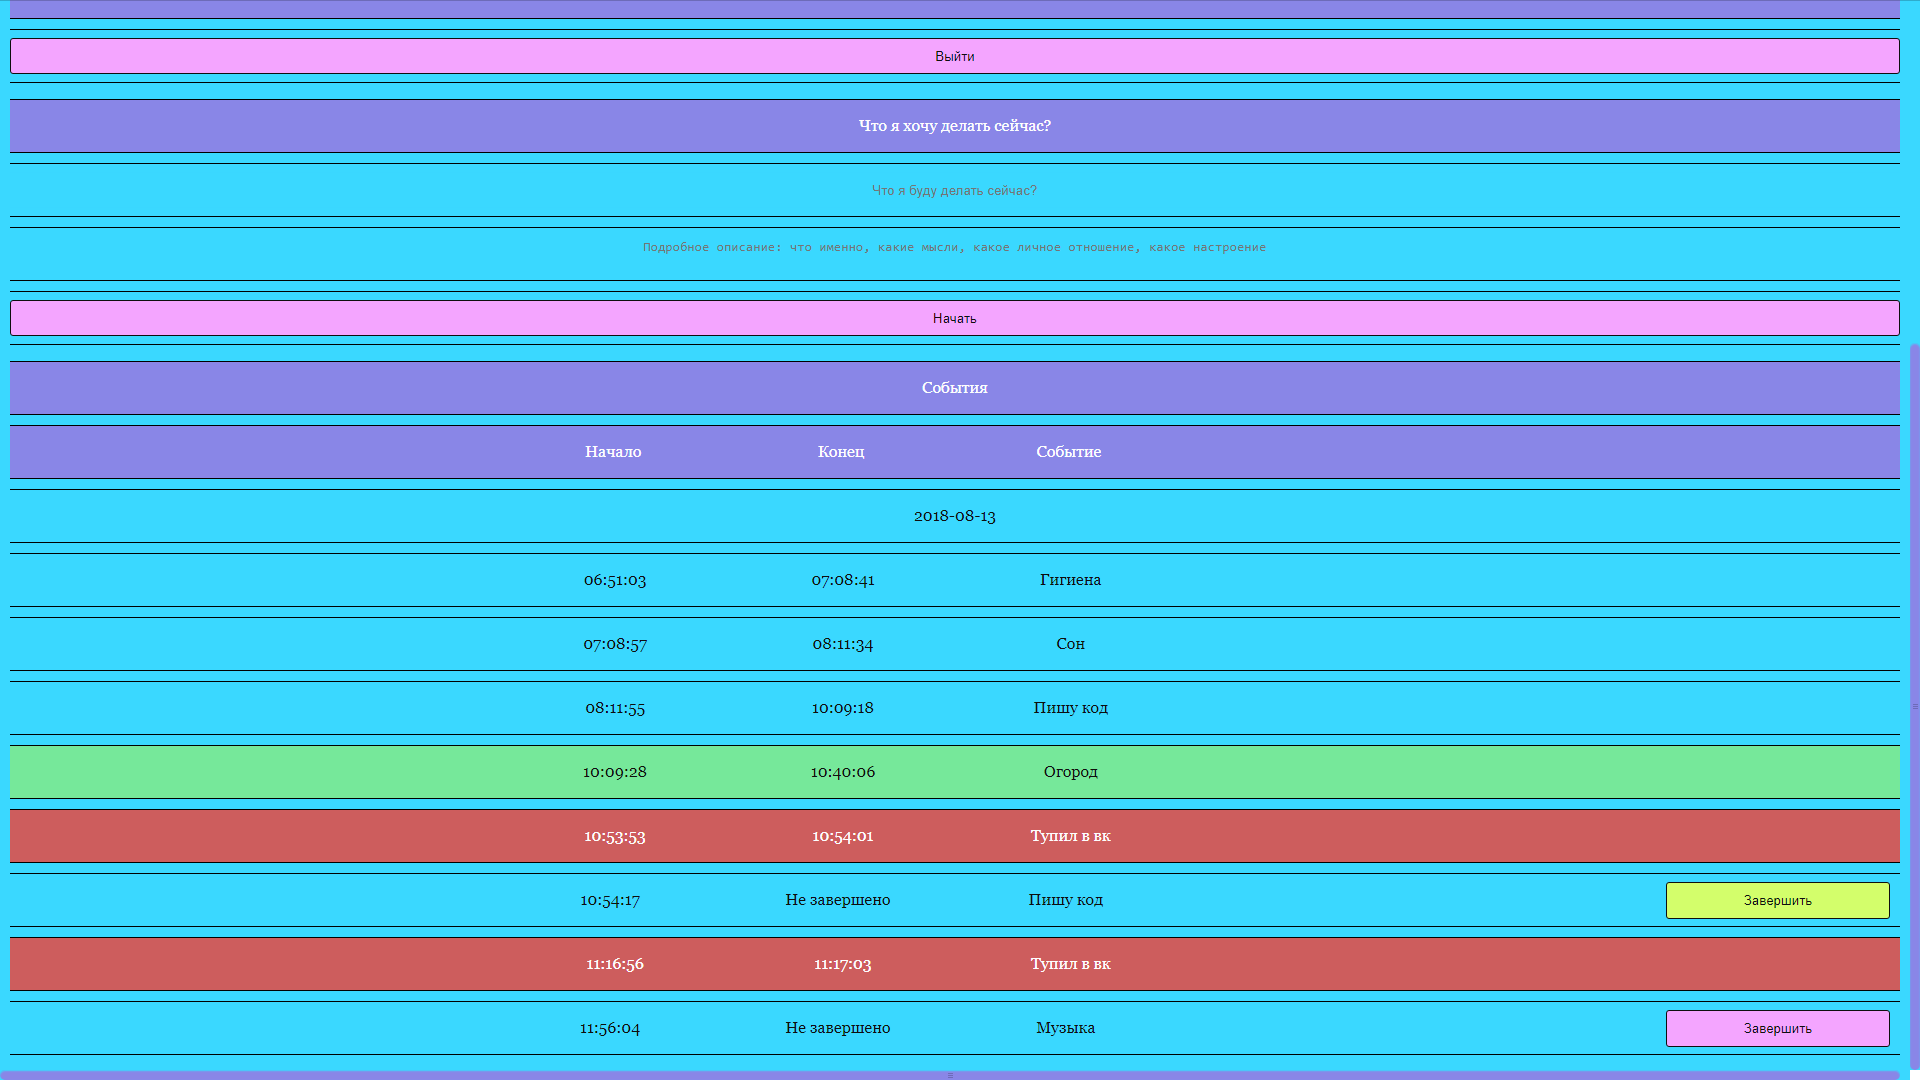 Выйти
Что я хочу делать сейчас?
Что я буду делать сейчас?
Подробное описание: что именно, какие мысли, какое личное отношение, какое настроение
Начать
События
Начало Конец Событие
2018-08-13
06:51:03 07:08:41 Гигиена
07:08:57 08:11:34 Сон
08:11:55 10:09:18 Пишу код
10:09:28 10:40:06 Огород
10:53:53 10:54:01 Тупил в вк
10:54:17 Не завершено Пишу код Завершить
11:16:56 11:17:03 Тупил в вк
11:56:04 Не завершено Музыка Завершить